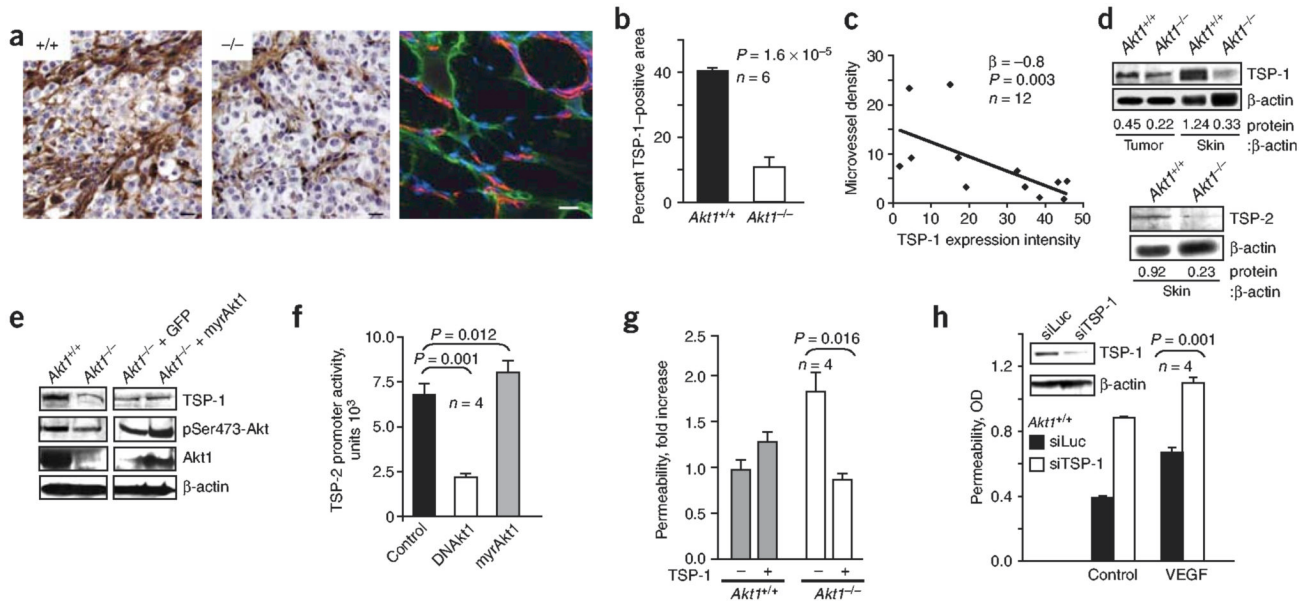 a
+/+
–/–
b
Percent TSP-1–positive area
40
20
0
P = 1.6 × 10–5
n = 6
Akt1+/+
Akt1–/–
c
Microvessel density
30
20
10
0
β = –0.8
P = 0.003
n = 12
0
10
20
30
40
50
TSP-1 expression intensity
d
Akt1+/+
Akt1–/–
Akt1+/+
Akt1–/–
TSP-1
β-actin
0.45 0.22 1.24 0.33 protein
Tumor Skin :β-actin
Akt1+/+
Akt1–/–
TSP-2
β-actin
0.92 0.23 protein
Skin :β-actin
e
Akt1+/+
Akt1–/–
Akt1–/– + GFP
Akt1–/– + myrAkt1
TSP-1
pSer473-Akt
Akt1
β-actin
f
TSP-2 promoter activity,
units 10³
10.0
7.5
5.0
2.5
0
P = 0.012
P = 0.001
n = 4
Control
DNAkt1
myrAkt1
g
Permeability, fold increase
2.5
2.0
1.5
1.0
0.5
0.0
P = 0.016
n = 4
TSP-1 – + – +
Akt1+/+
Akt1–/–
h
siLuc
siTSP-1
TSP-1
β-actin
P = 0.001
n = 4
Permeability, OD
1.2
0.8
0.4
0
Akt1+/+
siLuc
siTSP-1
Control
VEGF